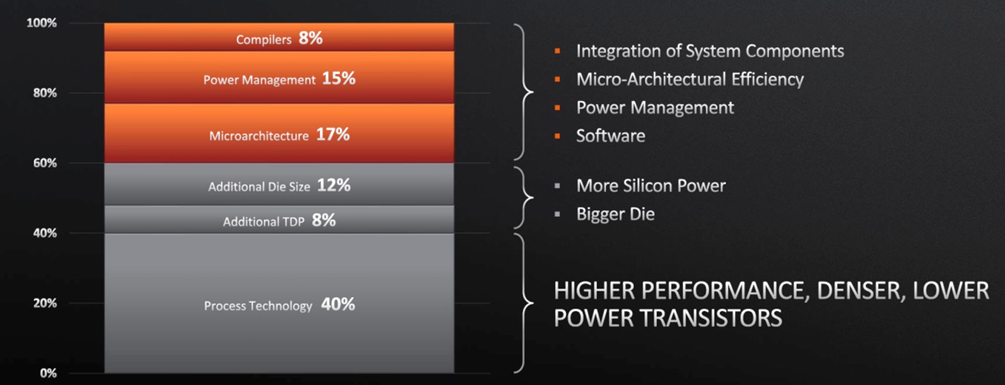 100%
80%
60%
40%
20%
0%
Compilers 8%
Power Management 15%
Microarchitecture 17%
Additional Die Size 12%
Additional TDP 8%
Process Technology 40%
Integration of System Components
Micro-Architectural Efficiency
Power Management
Software
More Silicon Power
Bigger Die
HIGHER PERFORMANCE, DENSER, LOWER
POWER TRANSISTORS